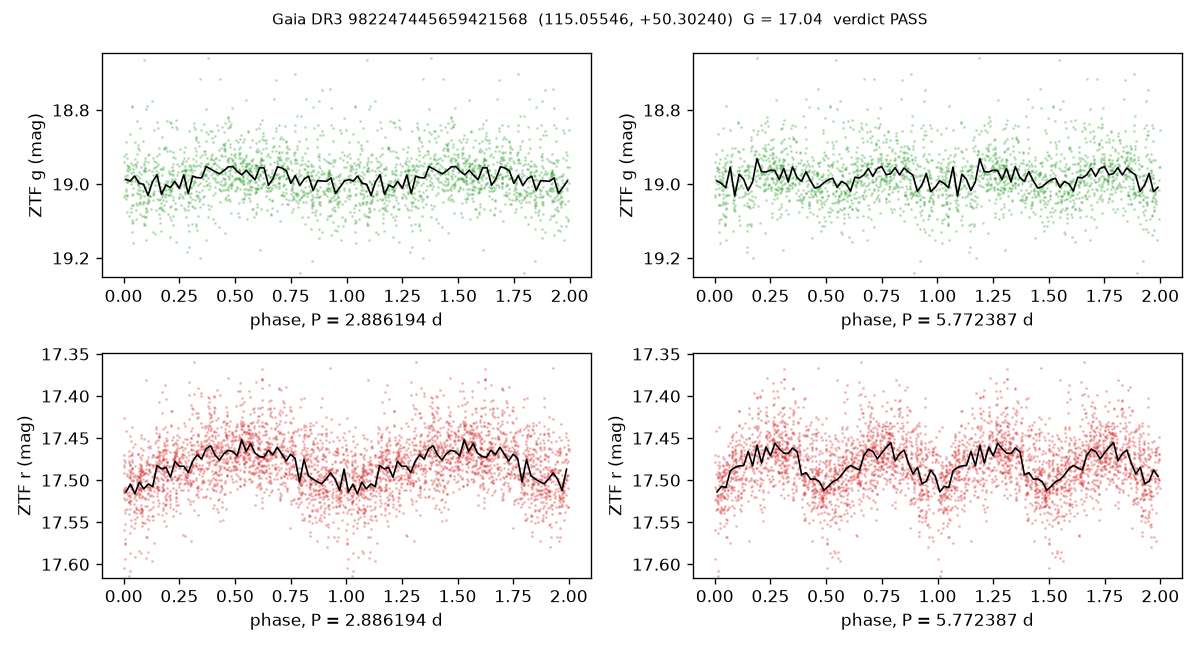 Gaia DR3 982247445659421568  (115.05546, +50.30240)  G = 17.04  verdict PASS
ZTF g (mag)
18.8
19.0
19.2
0.00 0.25 0.50 0.75 1.00 1.25 1.50 1.75 2.00
phase, P = 2.886194 d
ZTF g (mag)
18.8
19.0
19.2
0.00 0.25 0.50 0.75 1.00 1.25 1.50 1.75 2.00
phase, P = 5.772387 d
ZTF r (mag)
17.35
17.40
17.45
17.50
17.55
17.60
0.00 0.25 0.50 0.75 1.00 1.25 1.50 1.75 2.00
phase, P = 2.886194 d
ZTF r (mag)
17.35
17.40
17.45
17.50
17.55
17.60
0.00 0.25 0.50 0.75 1.00 1.25 1.50 1.75 2.00
phase, P = 5.772387 d